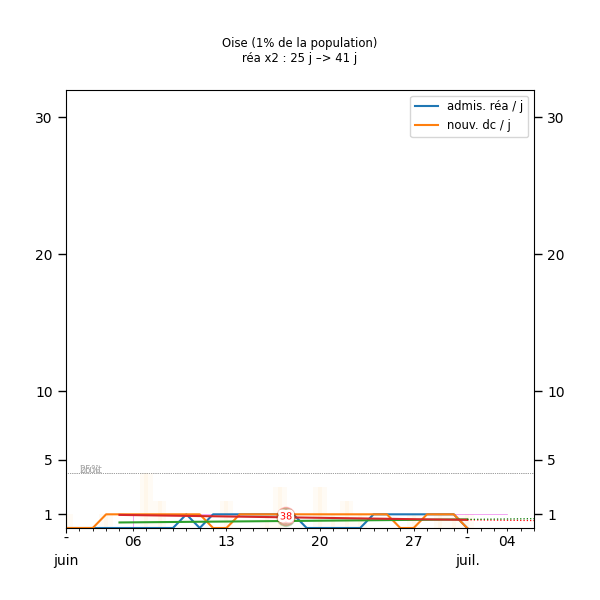 Oise (1% de la population)
réa x2 : 25 j –> 41 j
admis. réa / j
nouv. dc / j
30 30
20 20
10 10
5 5
1 1
38
- 06 13 20 27 - 04
juin juil.